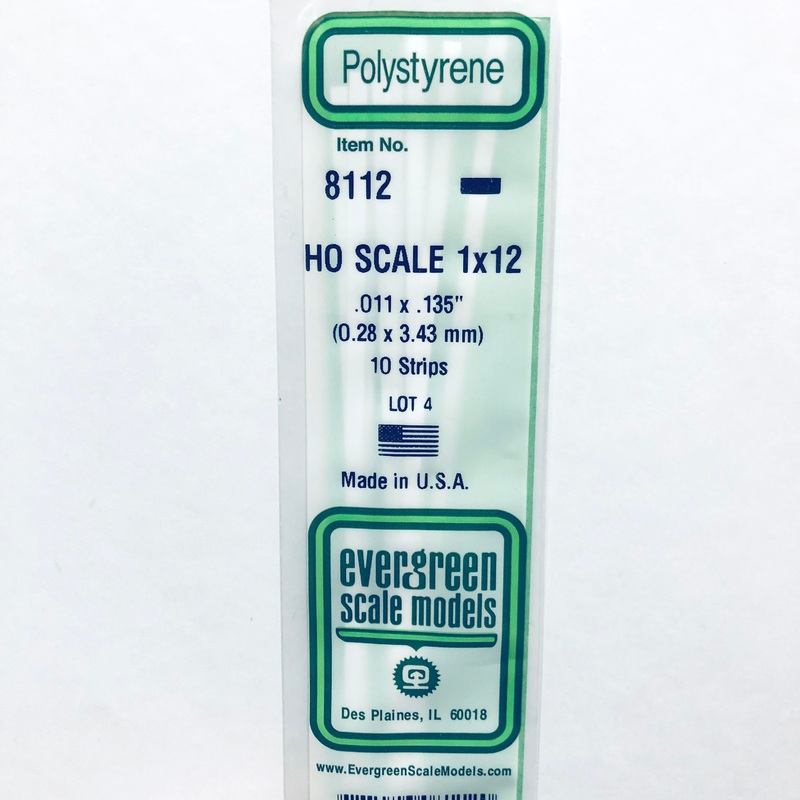 Polystyrene
Item No.
8112
HO SCALE 1x12
.011 x .135"
(0.28 x 3.43 mm)
10 Strips
LOT 4
Made in U.S.A.
evergreen
scale models
Des Plaines, IL 60018
www.EvergreenScaleModels.com